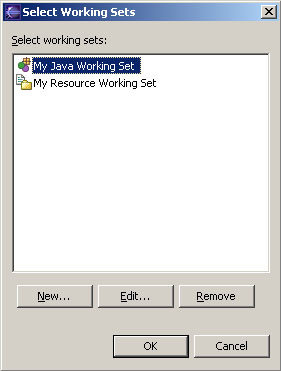 Select Working Sets
Select working sets:
My Java Working Set
My Resource Working Set
New...
Edit...
Remove
OK
Cancel